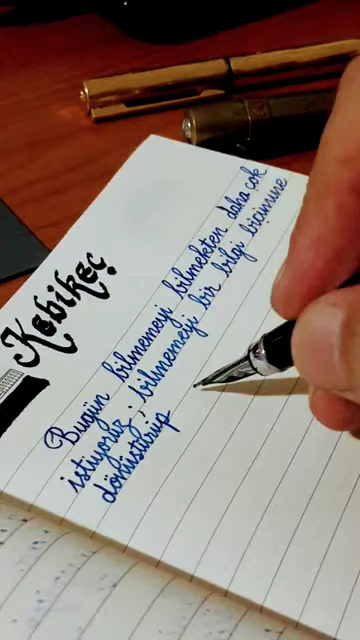 Kebikeç
Bugün bilmemeyi bilmekten daha çok
istiyoruz; bilmemeyi bir bilgi biçimine
dönüştürüp